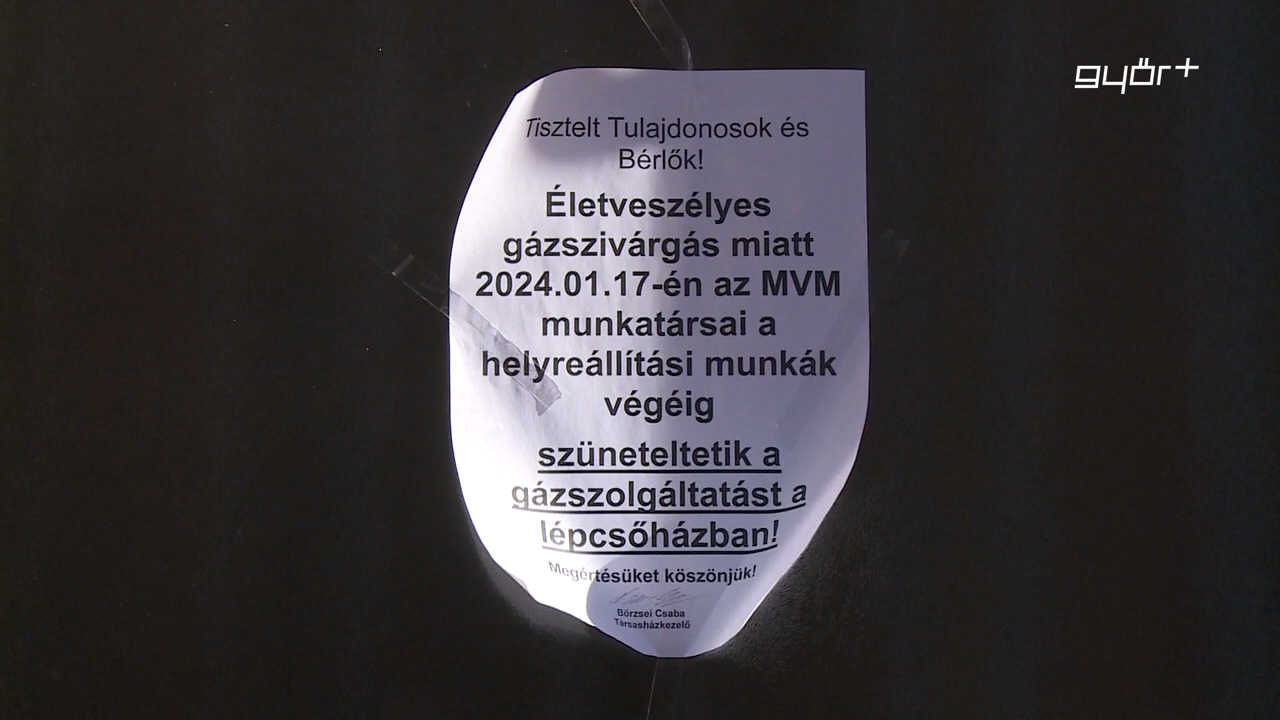 győr+
Tisztelt Tulajdonosok és
Bérlők!
Életveszélyes
gázszivárgás miatt
2024.01.17-én az MVM
munkatársai a
helyreállítási munkák
végéig
szüneteltetik a
gázszolgáltatást a
lépcsőházban!
Megértésüket köszönjük!
Börzsei Csaba
Társasházkezelő